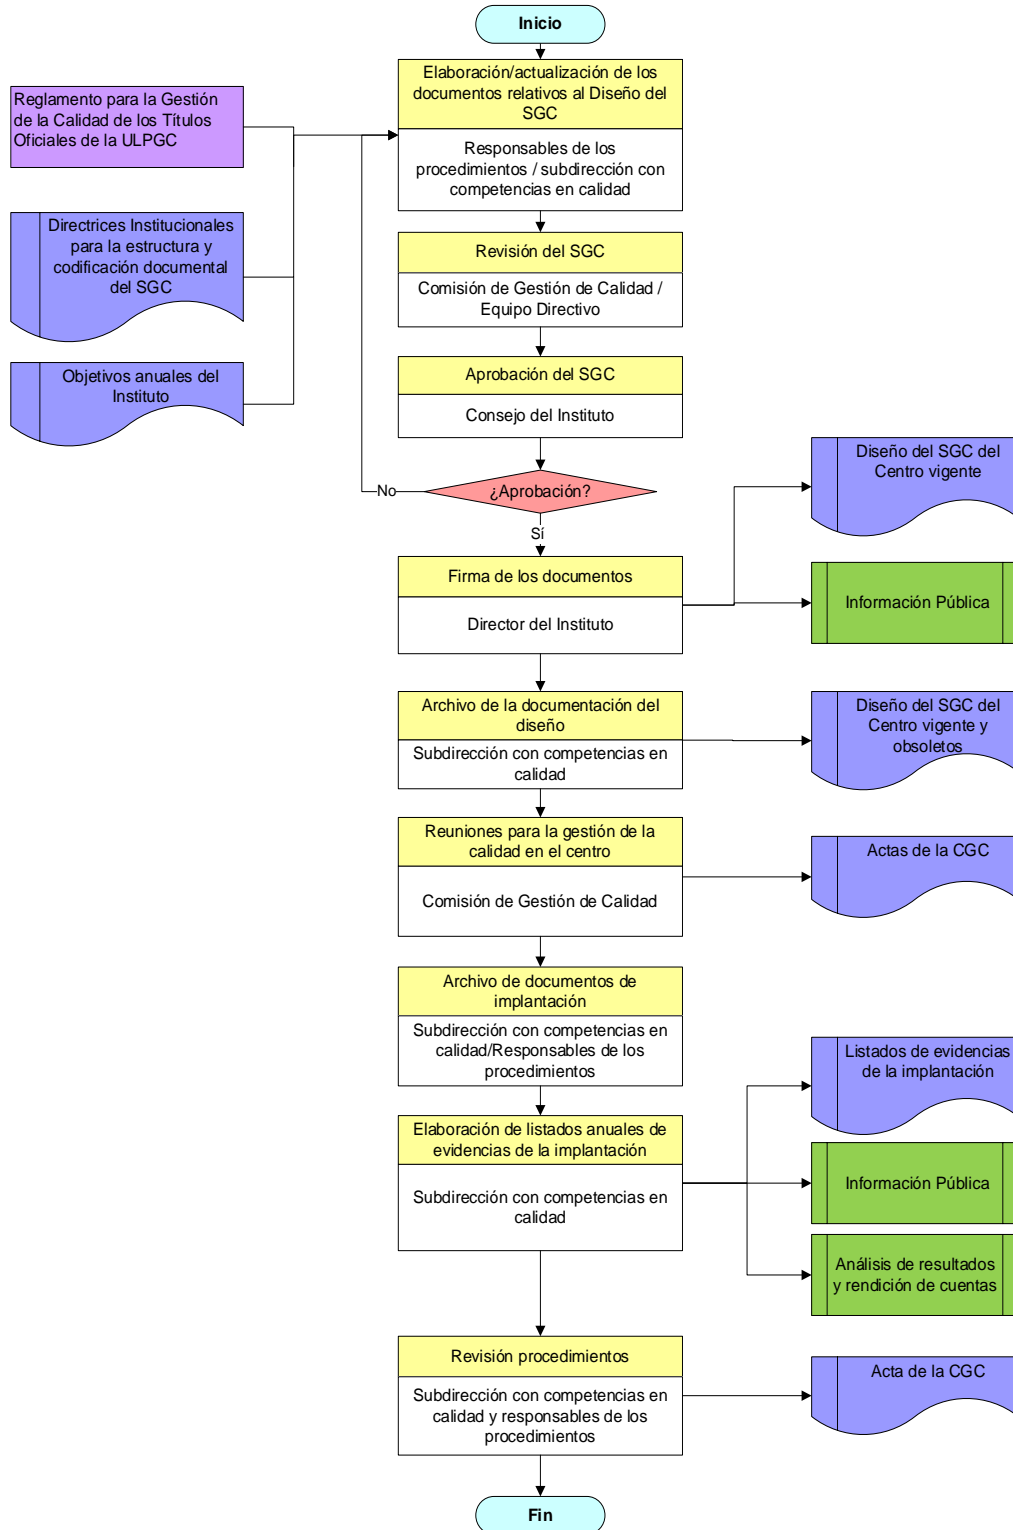 Inicio
Elaboración/actualización de los
documentos relativos al Diseño del
SGC
Responsables de los
procedimientos / subdirección con
competencias en calidad
Reglamento para la Gestión
de la Calidad de los Títulos
Oficiales de la ULPGC
Directrices Institucionales
para la estructura y
codificación documental
del SGC
Objetivos anuales del
Instituto
Revisión del SGC
Comisión de Gestión de Calidad /
Equipo Directivo
Aprobación del SGC
Consejo del Instituto
¿Aprobación?
No
Sí
Firma de los documentos
Director del Instituto
Diseño del SGC del
Centro vigente
Información Pública
Archivo de la documentación del
diseño
Subdirección con competencias en
calidad
Diseño del SGC del
Centro vigente y
obsoletos
Reuniones para la gestión de la
calidad en el centro
Comisión de Gestión de Calidad
Actas de la CGC
Archivo de documentos de
implantación
Subdirección con competencias en
calidad/Responsables de los
procedimientos
Elaboración de listados anuales de
evidencias de la implantación
Subdirección con competencias en
calidad
Listados de evidencias
de la implantación
Información Pública
Análisis de resultados
y rendición de cuentas
Revisión procedimientos
Subdirección con competencias en
calidad y responsables de los
procedimientos
Acta de la CGC
Fin